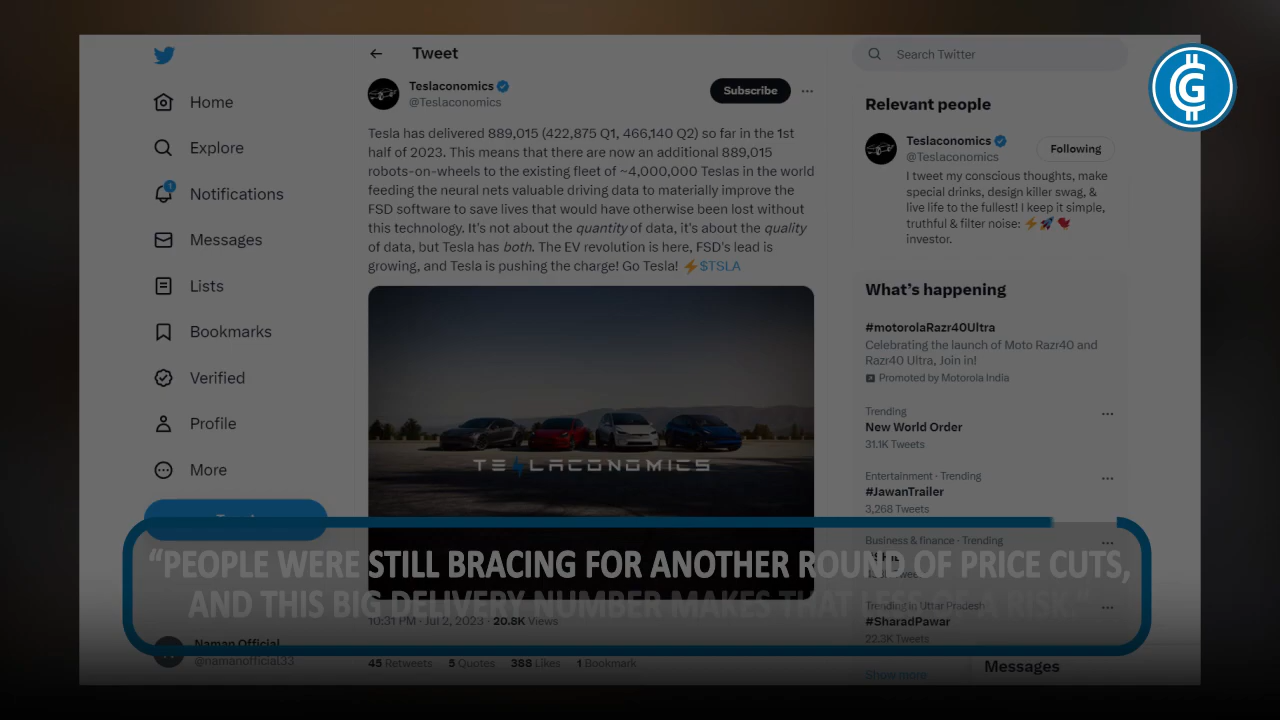 Tweet
Search Twitter
Home
Explore
Notifications
1
Messages
Lists
Bookmarks
Verified
Profile
More
Teslaconomics
@Teslaconomics
Subscribe
Tesla has delivered 889,015 (422,875 Q1, 466,140 Q2) so far in the 1st
half of 2023. This means that there are now an additional 889,015
robots-on-wheels to the existing fleet of ~4,000,000 Teslas in the world
feeding the neural nets valuable driving data to materially improve the
FSD software to save lives that would have otherwise been lost without
this technology. It's not about the quantity of data, it's about the quality
of data, but Tesla has both. The EV revolution is here, FSD's lead is
growing, and Tesla is pushing the charge! Go Tesla! ⚡$TSLA
TESLACONOMICS
10:31 PM · Jul 2, 2023 · 20.8K Views
45 Retweets 5 Quotes 388 Likes 1 Bookmark
Relevant people
Teslaconomics
@Teslaconomics
Following
I tweet my conscious thoughts, make
special drinks, design killer swag, &
live life to the fullest! I keep it simple,
truthful & filter noise: ⚡🚀🍁
investor.
What's happening
#motorolaRazr40Ultra
Celebrating the launch of Moto Razr40 and
Razr40 Ultra, Join in!
Promoted by Motorola India
Trending
New World Order
31.1K Tweets
Entertainment · Trending
#JawanTrailer
3,268 Tweets
Business & finance · Trending
Trending in Uttar Pradesh
#SharadPawar
22.3K Tweets
Show more
Messages
Naman Official
@namanofficial33
"PEOPLE WERE STILL BRACING FOR ANOTHER ROUND OF PRICE CUTS,
AND THIS BIG DELIVERY NUMBER MAKES THAT LESS OF A RISK."
G